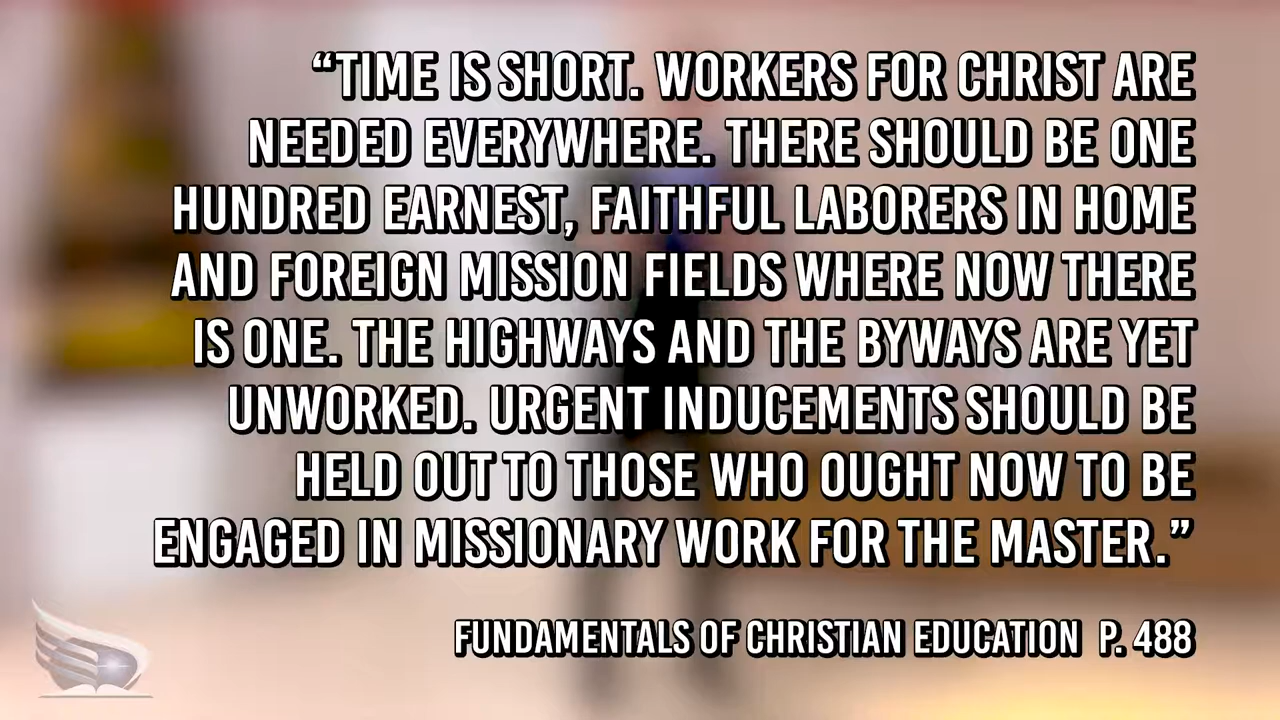 “TIME IS SHORT. WORKERS FOR CHRIST ARE
NEEDED EVERYWHERE. THERE SHOULD BE ONE
HUNDRED EARNEST, FAITHFUL LABORERS IN HOME
AND FOREIGN MISSION FIELDS WHERE NOW THERE
IS ONE. THE HIGHWAYS AND THE BYWAYS ARE YET
UNWORKED. URGENT INDUCEMENTS SHOULD BE
HELD OUT TO THOSE WHO OUGHT NOW TO BE
ENGAGED IN MISSIONARY WORK FOR THE MASTER.”
FUNDAMENTALS OF CHRISTIAN EDUCATION P. 488